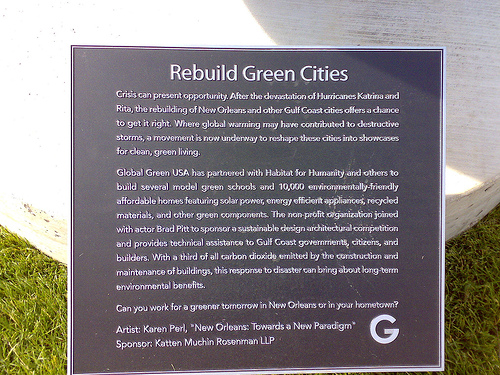 Rebuild Green Cities
Crisis can present opportunity. After the devastation of Hurricanes Katrina and
Rita, the rebuilding of New Orleans and other Gulf Coast cities offers a chance
to get it right. Where global warming may have contributed to destructive
storms, a movement is now underway to reshape these cities into showcases
for clean, green living.
Global Green USA has partnered with Habitat for Humanity and others to
build several model green schools and 10,000 environmentally-friendly
affordable homes featuring solar power, energy efficient appliances, recycled
materials, and other green components. The non-profit organization joined
with actor Brad Pitt to sponsor a sustainable design architectural competition
and provides technical assistance to Gulf Coast governments, citizens, and
builders. With a third of all carbon dioxide emitted by the construction and
maintenance of buildings, this response to disaster can bring about long-term
environmental benefits.
Can you work for a greener tomorrow in New Orleans or in your hometown?
Artist: Karen Perl, "New Orleans: Towards a New Paradigm"
Sponsor: Katten Muchin Rosenman LLP
G